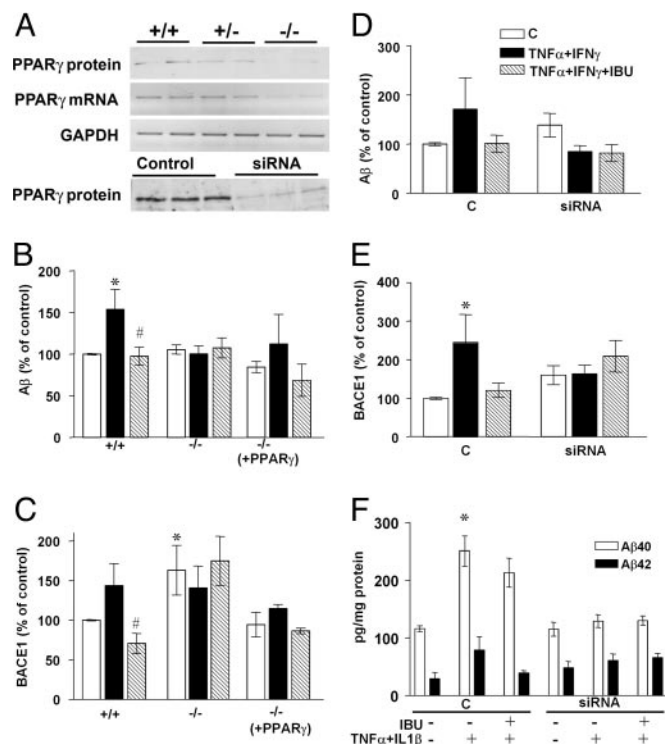 A
+/+ +/- -/-
PPARγ protein
PPARγ mRNA
GAPDH
Control siRNA
PPARγ protein
B
Aβ (% of control)
200
150
100
50
0
*
#
+/+ -/- -/-
(+PPARγ)
C
BACE1 (% of control)
200
150
100
50
0
#
*
+/+ -/- -/-
(+PPARγ)
D
C
TNFα+IFNγ
TNFα+IFNγ+IBU
Aβ (% of control)
300
200
100
0
C siRNA
E
BACE1 (% of control)
400
300
200
100
0
*
C siRNA
F
Aβ40
Aβ42
pg/mg protein
300
200
100
0
*
C siRNA
IBU - - + - - +
TNFα+IL1β - + + - + +